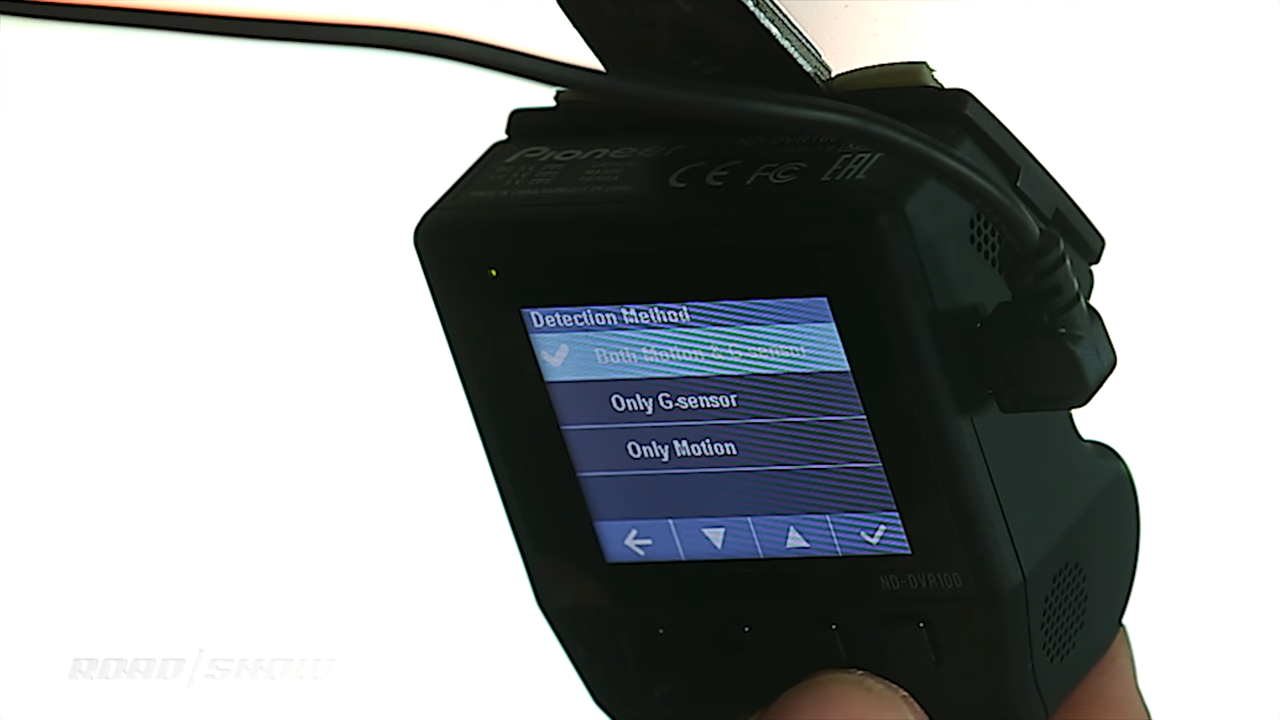 Pioneer
CE FC EAC
Detection Method
Both Motion & G-sensor
Only G-sensor
Only Motion
ND-DVR100
ROAD/SHOW